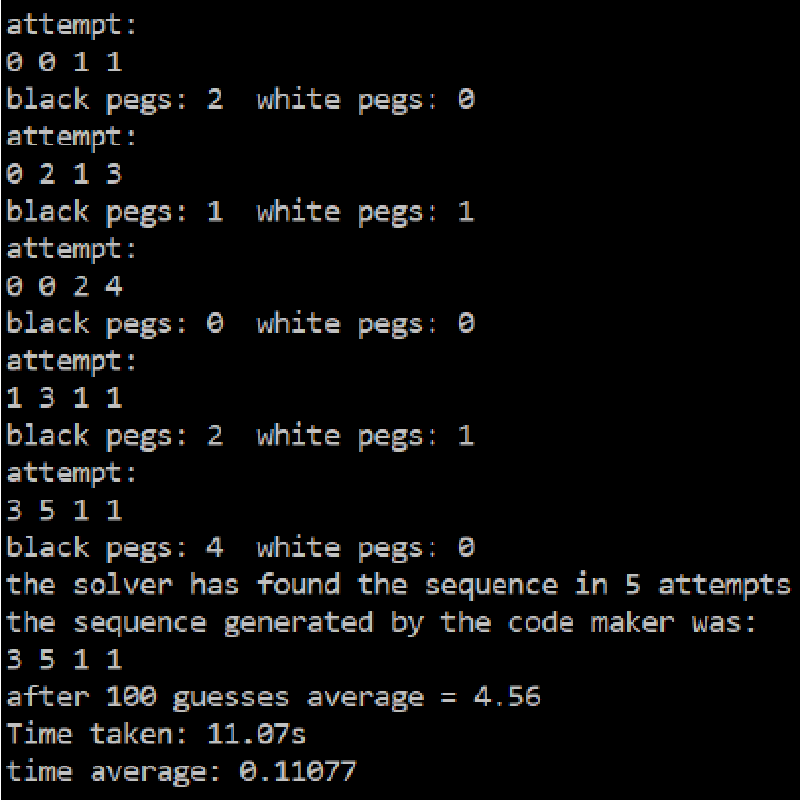 attempt:
0 0 1 1
black pegs: 2  white pegs: 0
attempt:
0 2 1 3
black pegs: 1  white pegs: 1
attempt:
0 0 2 4
black pegs: 0  white pegs: 0
attempt:
1 3 1 1
black pegs: 2  white pegs: 1
attempt:
3 5 1 1
black pegs: 4  white pegs: 0
the solver has found the sequence in 5 attempts
the sequence generated by the code maker was:
3 5 1 1
after 100 guesses average = 4.56
Time taken: 11.07s
time average: 0.11077